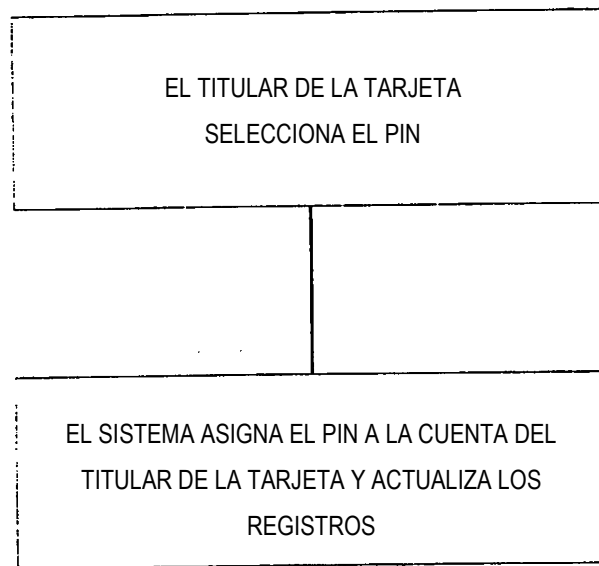 EL TITULAR DE LA TARJETA
SELECCIONA EL PIN
EL SISTEMA ASIGNA EL PIN A LA CUENTA DEL
TITULAR DE LA TARJETA Y ACTUALIZA LOS
REGISTROS